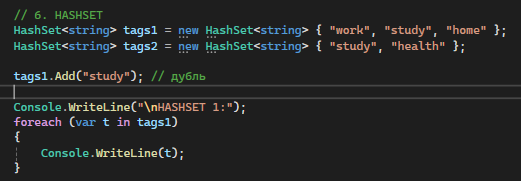 // 6. HASHSET
HashSet<string> tags1 = new HashSet<string> { "work", "study", "home" };
HashSet<string> tags2 = new HashSet<string> { "study", "health" };
tags1.Add("study"); // дубль
Console.WriteLine("\nHASHSET 1:");
foreach (var t in tags1)
{
Console.WriteLine(t);
}